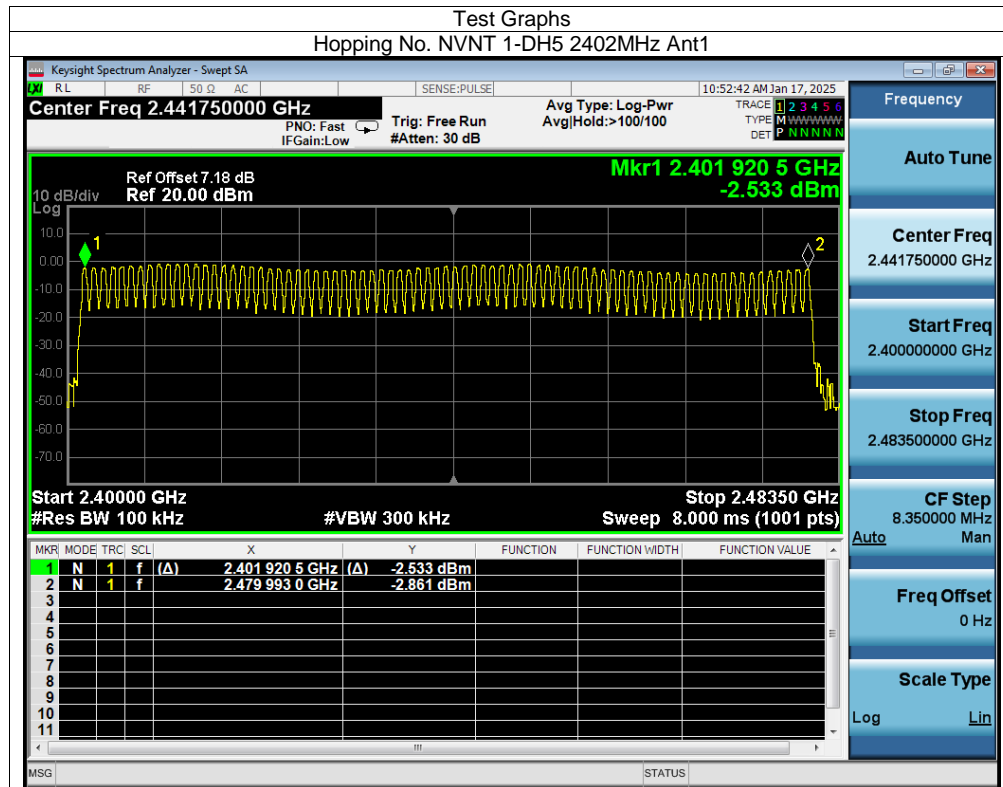 Test Graphs
Hopping No. NVNT 1-DH5 2402MHz Ant1
Keysight Spectrum Analyzer - Swept SA
LXI RL RF 50 Ω AC SENSE:PULSE 10:52:42 AM Jan 17, 2025
Center Freq 2.441750000 GHz
PNO: Fast
IFGain:Low
Trig: Free Run
#Atten: 30 dB
Avg Type: Log-Pwr
Avg|Hold:>100/100
TRACE 1 2 3 4 5 6
TYPE M WWWWW
DET P N N N N N
Mkr1 2.401 920 5 GHz
-2.533 dBm
Ref Offset 7.18 dB
10 dB/div Ref 20.00 dBm
Log
10.0
0.00
-10.0
-20.0
-30.0
-40.0
-50.0
-60.0
-70.0
1
2
Start 2.40000 GHz Stop 2.48350 GHz
#Res BW 100 kHz #VBW 300 kHz Sweep 8.000 ms (1001 pts)
MKR MODE TRC SCL X Y FUNCTION FUNCTION WIDTH FUNCTION VALUE
1 N 1 f (Δ) 2.401 920 5 GHz (Δ) -2.533 dBm
2 N 1 f 2.479 993 0 GHz -2.861 dBm
3
4
5
6
7
8
9
10
11
MSG STATUS
Frequency
Auto Tune
Center Freq
2.441750000 GHz
Start Freq
2.400000000 GHz
Stop Freq
2.483500000 GHz
CF Step
8.350000 MHz
Auto Man
Freq Offset
0 Hz
Scale Type
Log Lin